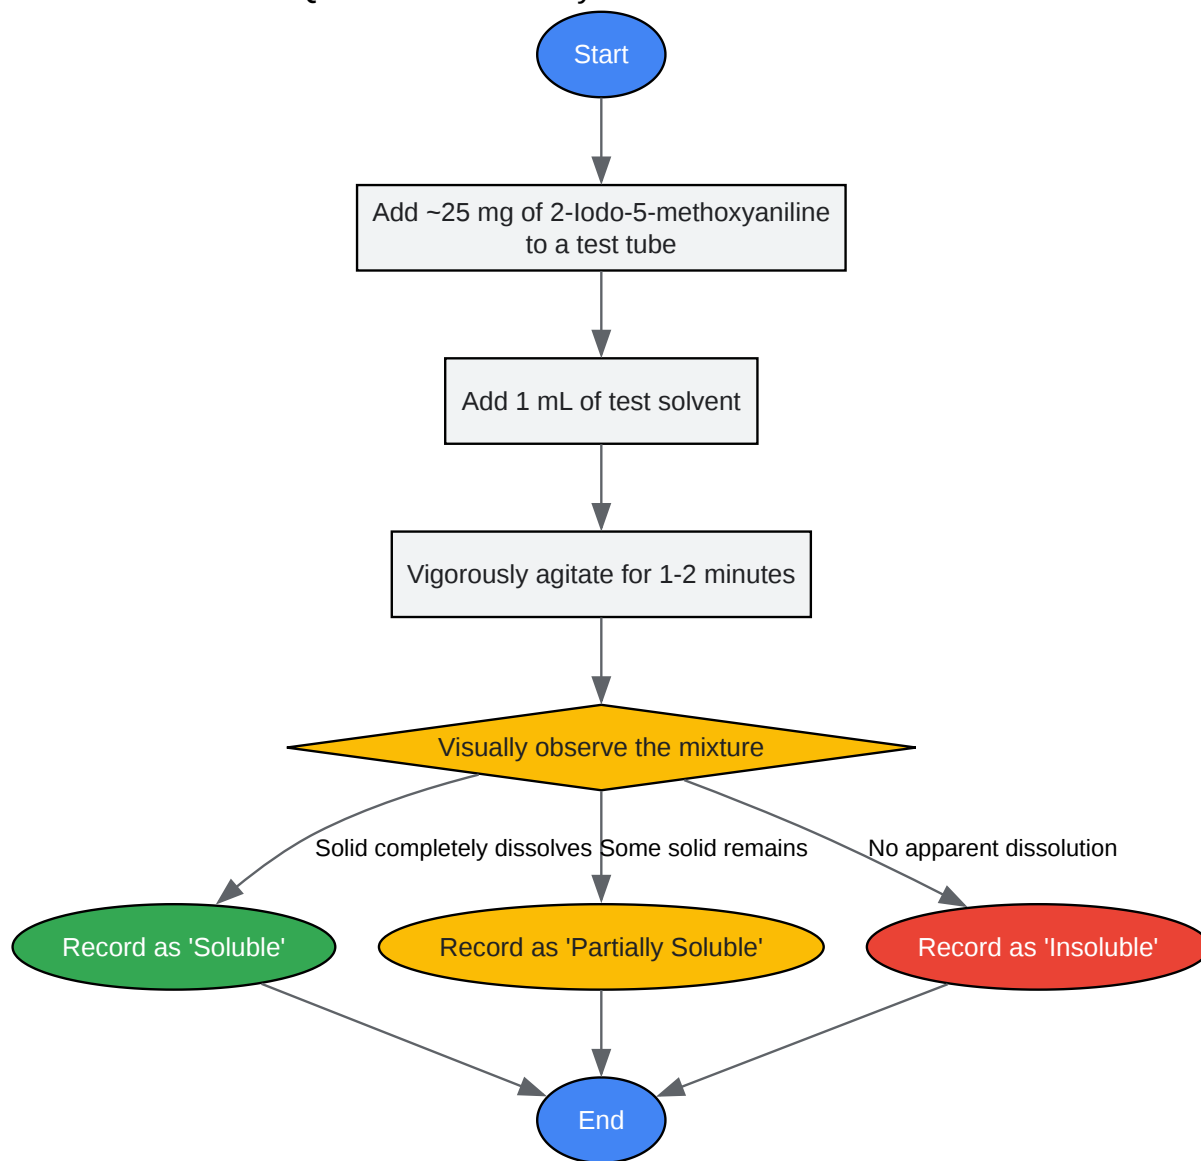 Start
Add ~25 mg of 2-Iodo-5-methoxyaniline
to a test tube
Add 1 mL of test solvent
Vigorously agitate for 1-2 minutes
Visually observe the mixture
Solid completely dissolves
Some solid remains
No apparent dissolution
Record as 'Soluble'
Record as 'Partially Soluble'
Record as 'Insoluble'
End